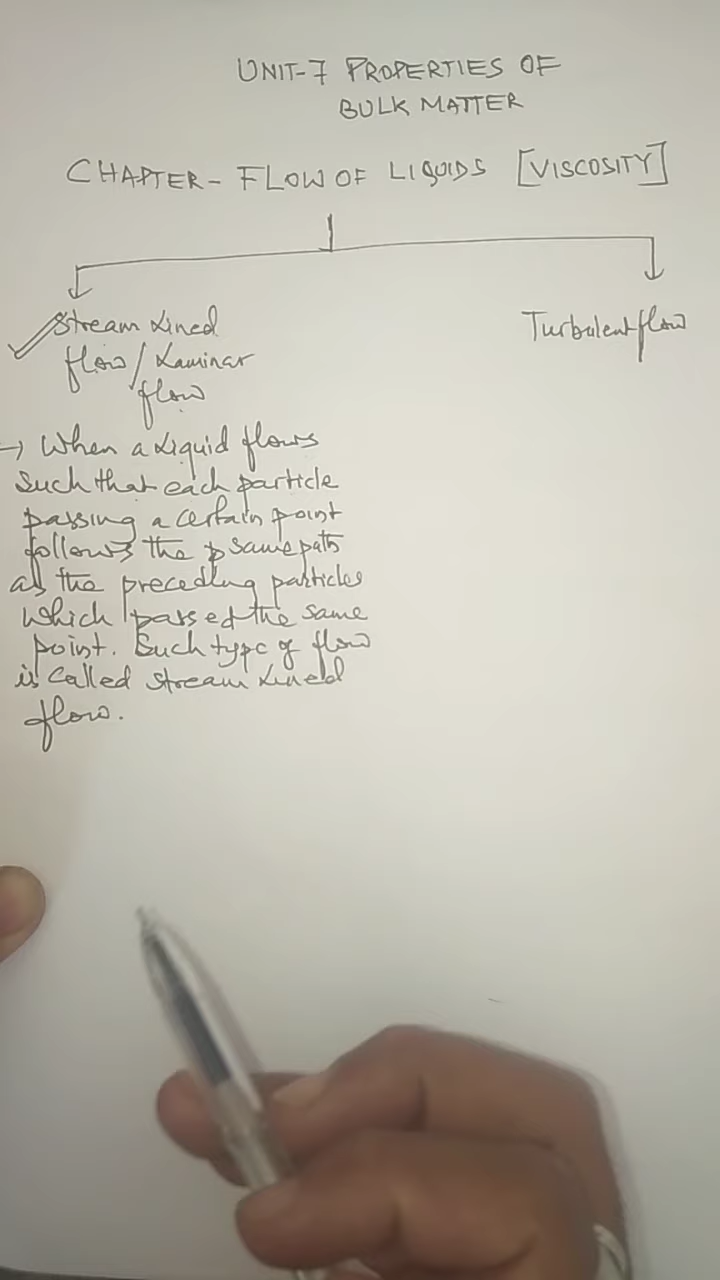 UNIT-7 PROPERTIES OF
BULK MATTER
CHAPTER- FLOW OF LIQUIDS [VISCOSITY]
Stream Lined
flow/Laminar
flow
Turbulent flow
→ When a Liquid flows
Such that each particle
passing a certain point
follows the same path
as the preceding particles
which passed the same
point. Such type of flow
is called stream Lined
flow.